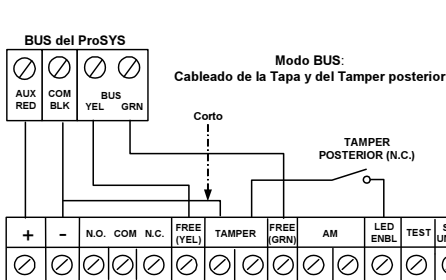 BUS del ProSYS
Modo BUS:
Cableado de la Tapa y del Tamper posterior
AUX
RED
COM
BLK
BUS
YEL GRN
Corto
TAMPER
POSTERIOR (N.C.)
+
-
N.O. COM N.C.
FREE
(YEL)
TAMPER
FREE
(GRN)
AM
LED
ENBL
TEST